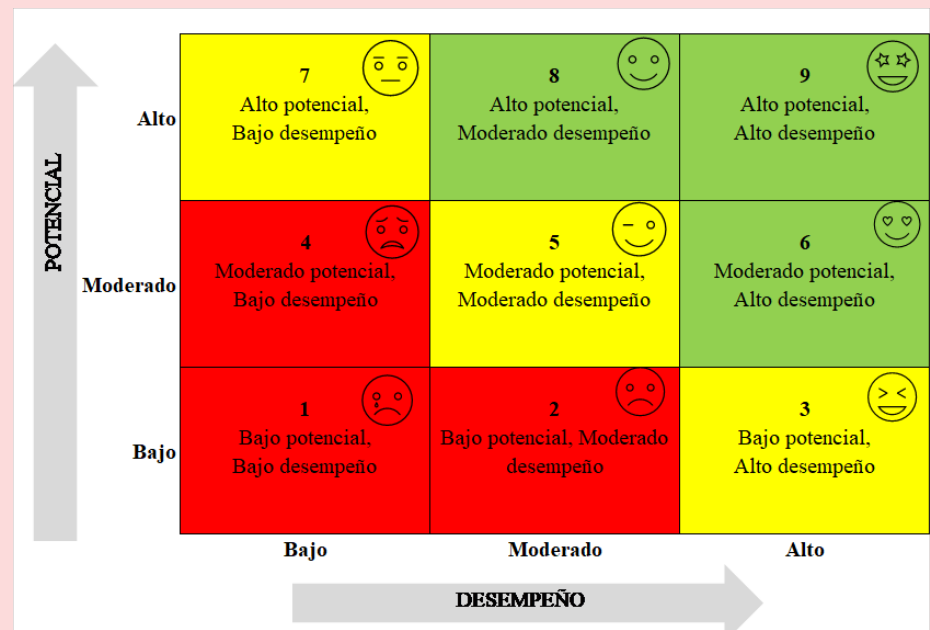 POTENCIAL
Alto
7
Alto potencial,
Bajo desempeño
8
Alto potencial,
Moderado desempeño
9
Alto potencial,
Alto desempeño
Moderado
4
Moderado potencial,
Bajo desempeño
5
Moderado potencial,
Moderado desempeño
6
Moderado potencial,
Alto desempeño
Bajo
1
Bajo potencial,
Bajo desempeño
2
Bajo potencial, Moderado
desempeño
3
Bajo potencial,
Alto desempeño
Bajo
Moderado
Alto
DESEMPEÑO